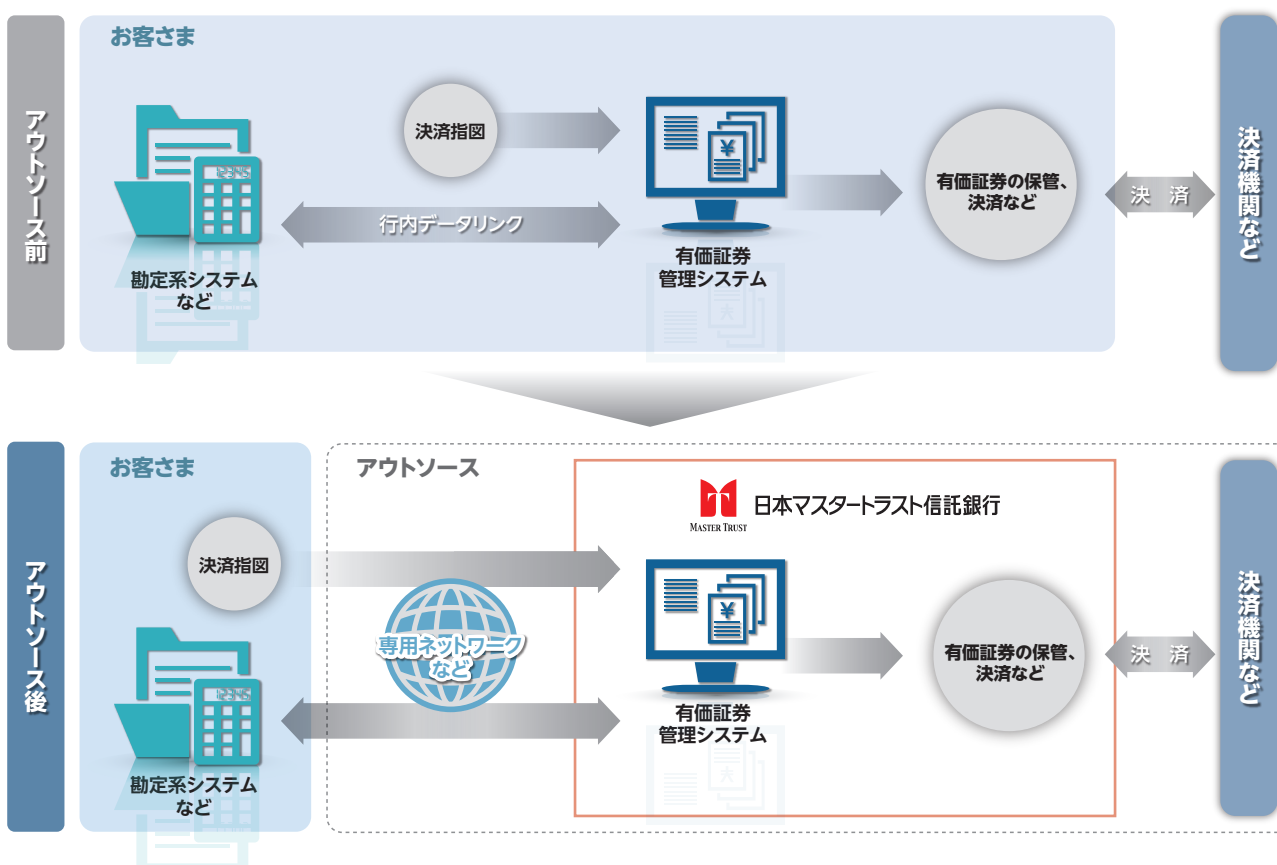 アウトソース前
お客さま
決済指図
行内データリンク
勘定系システム
など
12345
¥
有価証券
管理システム
有価証券の保管、
決済など
決 済
決済機関など
アウトソース後
お客さま
決済指図
12345
勘定系システム
など
アウトソース
専用ネットワーク
など
MASTER TRUST
日本マスタートラスト信託銀行
¥
有価証券
管理システム
有価証券の保管、
決済など
決 済
決済機関など